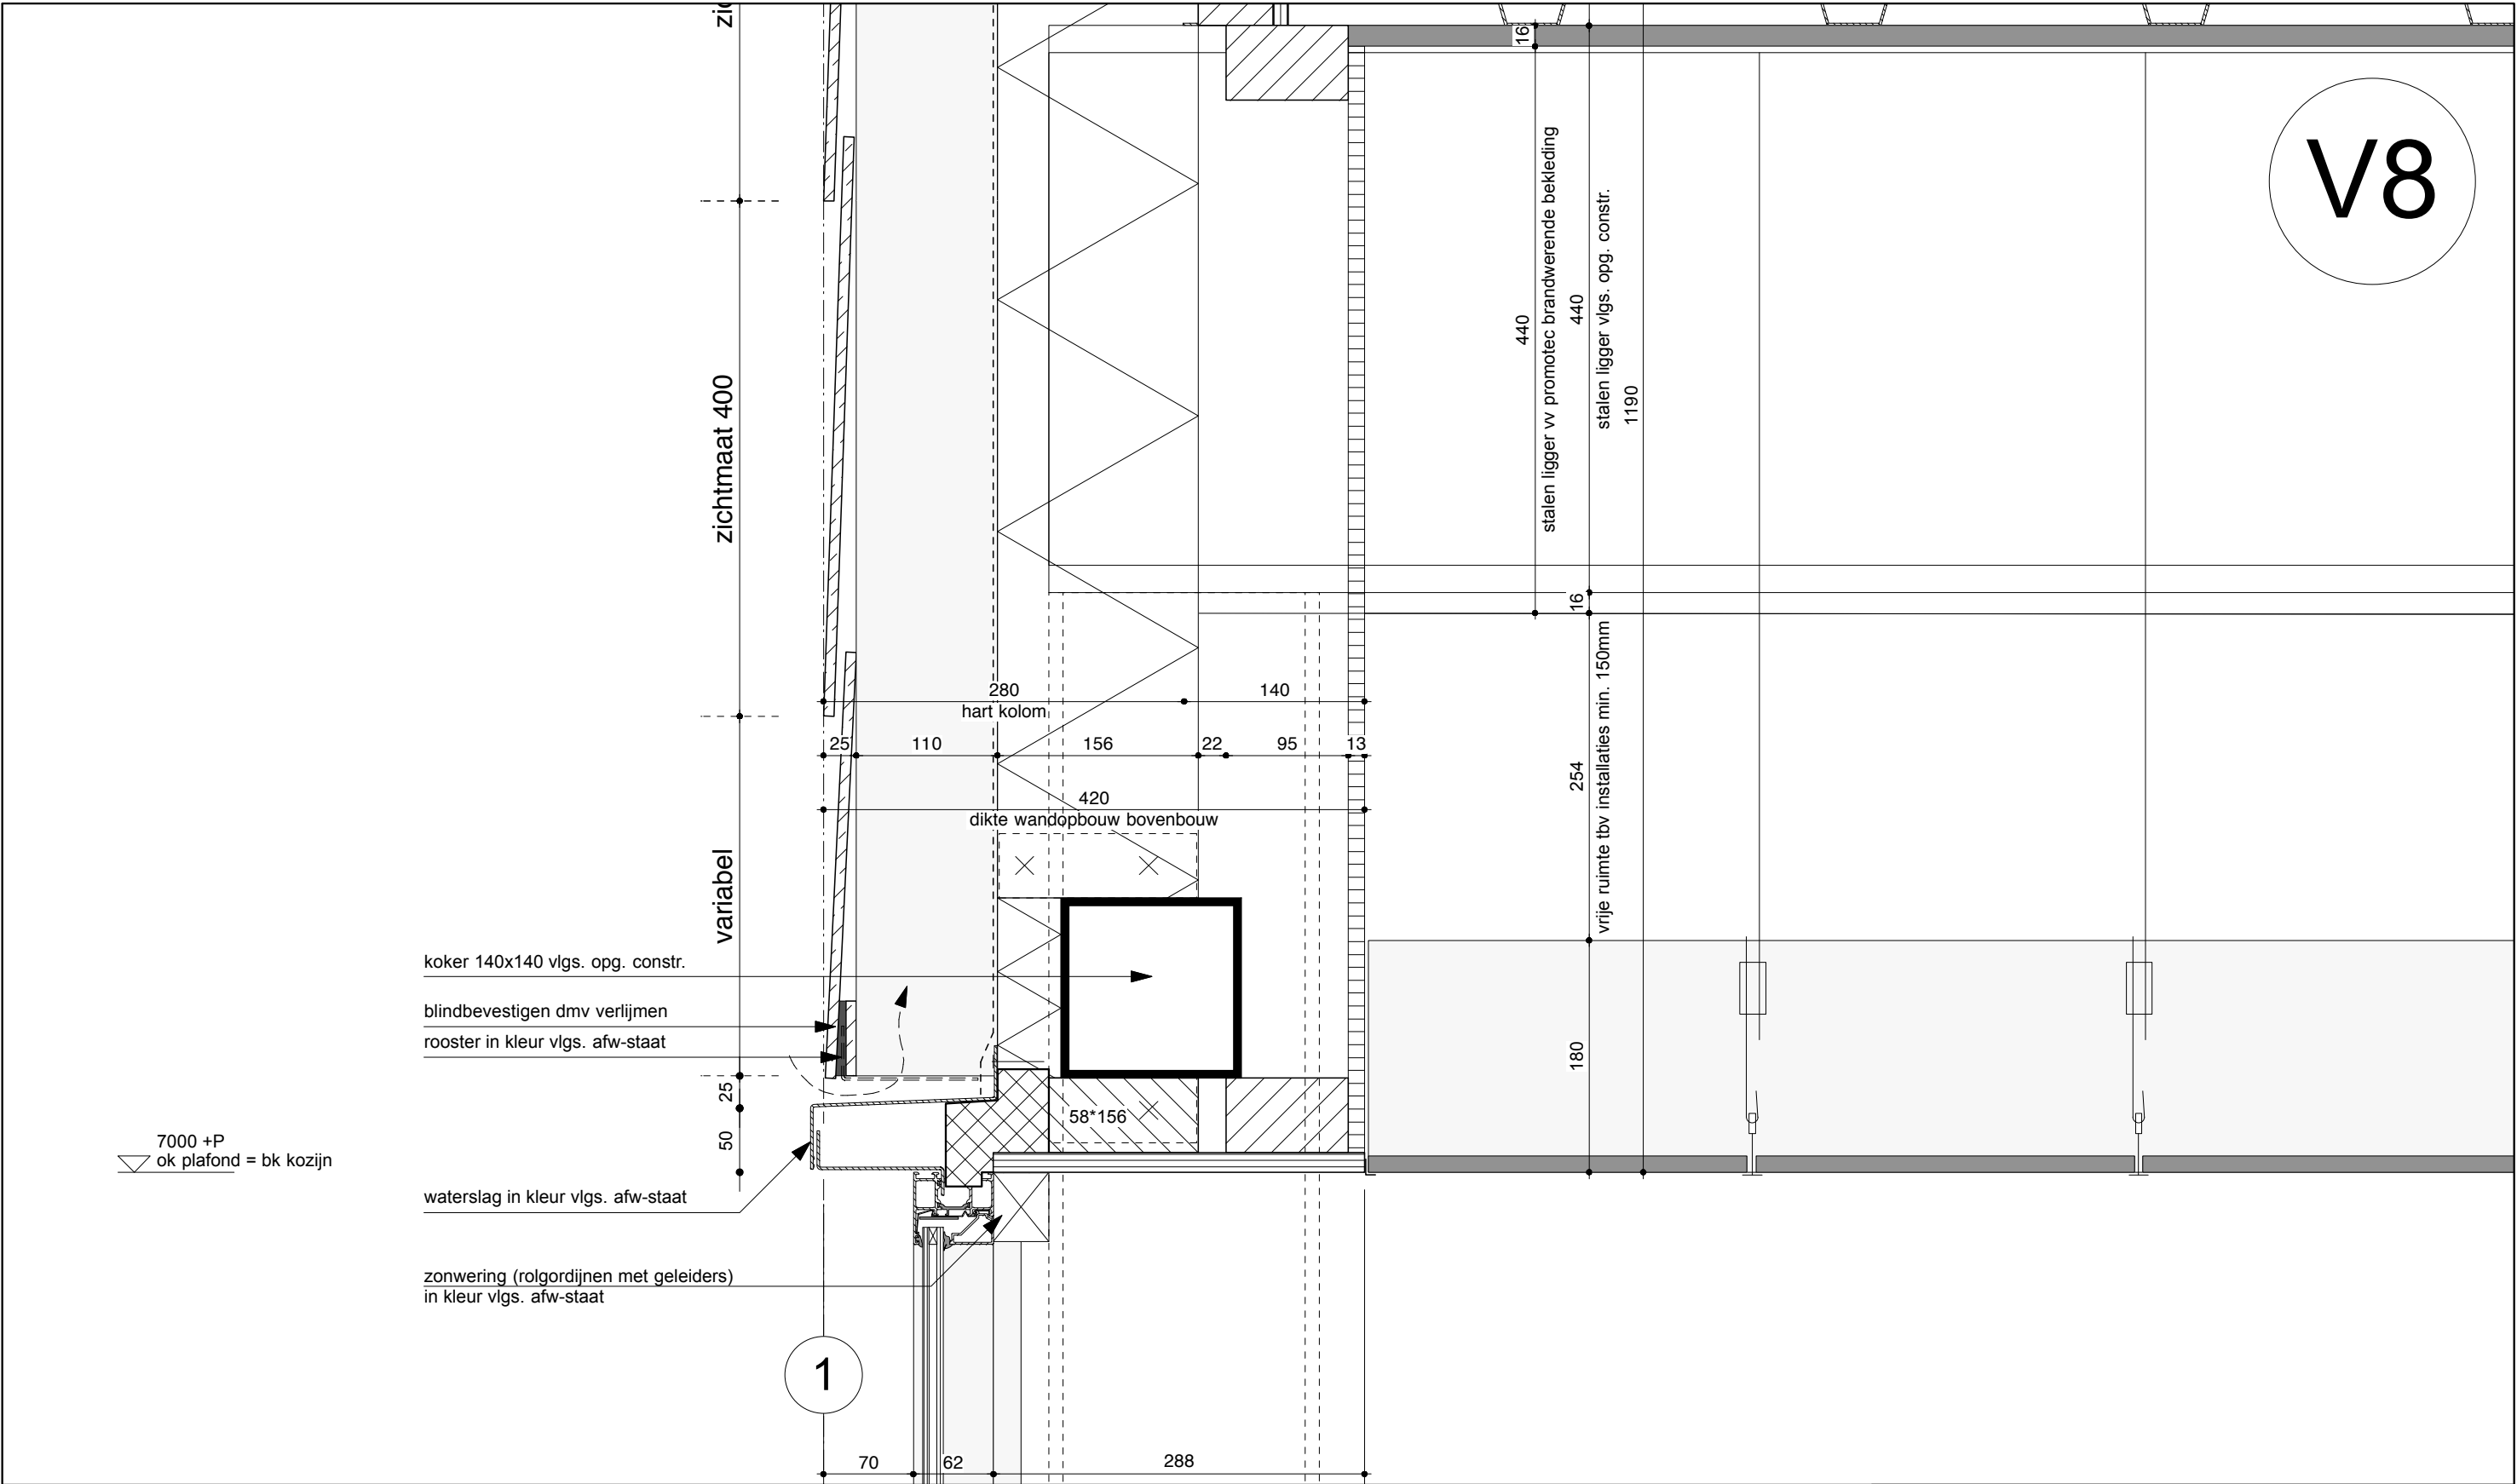 V8
16
440
stalen ligger vv promotec brandwerende bekleding
440
stalen ligger vlgs. opg. constr.
1190
zichtmaat 400
16
280
140
hart kolom
25
110
156
22
95
13
254
vrije ruimte tbv installaties min. 150mm
420
dikte wandopbouw bovenbouw
variabel
koker 140x140 vlgs. opg. constr.
blindbevestigen dmv verlijmen
rooster in kleur vlgs. afw-staat
180
25
58*156
50
7000 +P
ok plafond = bk kozijn
waterslag in kleur vlgs. afw-staat
zonwering (rolgordijnen met geleiders)
in kleur vlgs. afw-staat
1
70
62
288